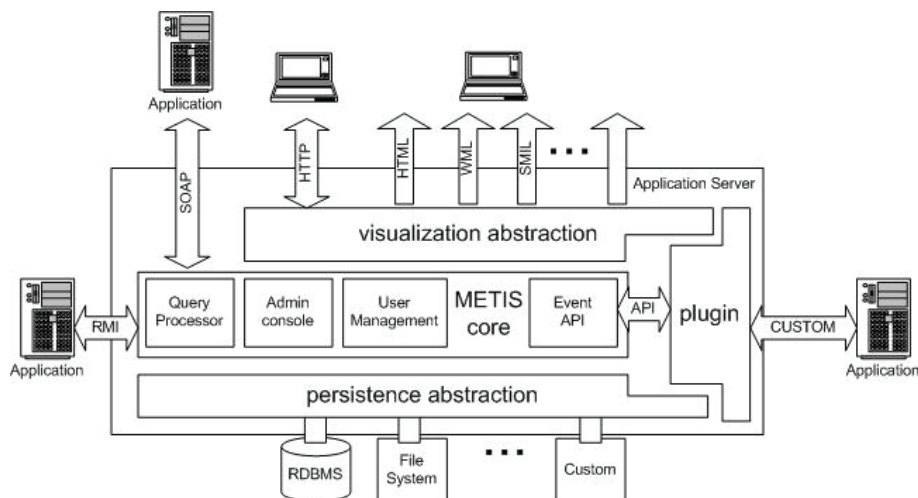 Application
SOAP
HTTP
HTML
WML
SMIL
...
Application Server
visualization abstraction
Query
Processor
Admin
console
User
Management
METIS
core
Event
API
API
plugin
RMI
Application
CUSTOM
Application
persistence abstraction
RDBMS
File
System
...
Custom